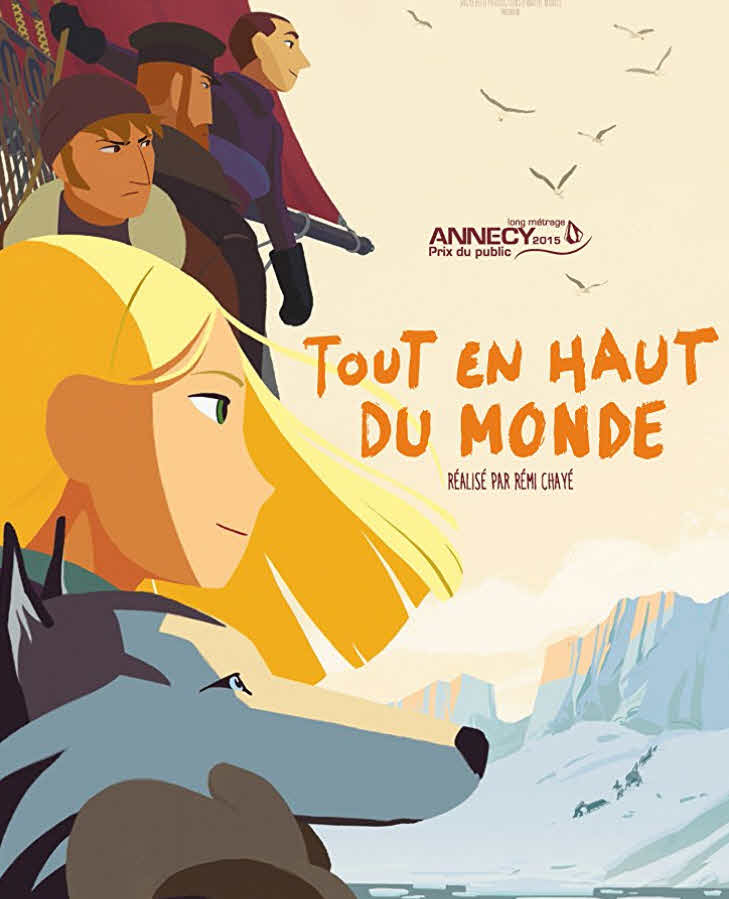 long métrage
ANNECY 2015
Prix du public
TOUT EN HAUT
DU MONDE
RÉALISÉ PAR RÉMI CHAYÉ